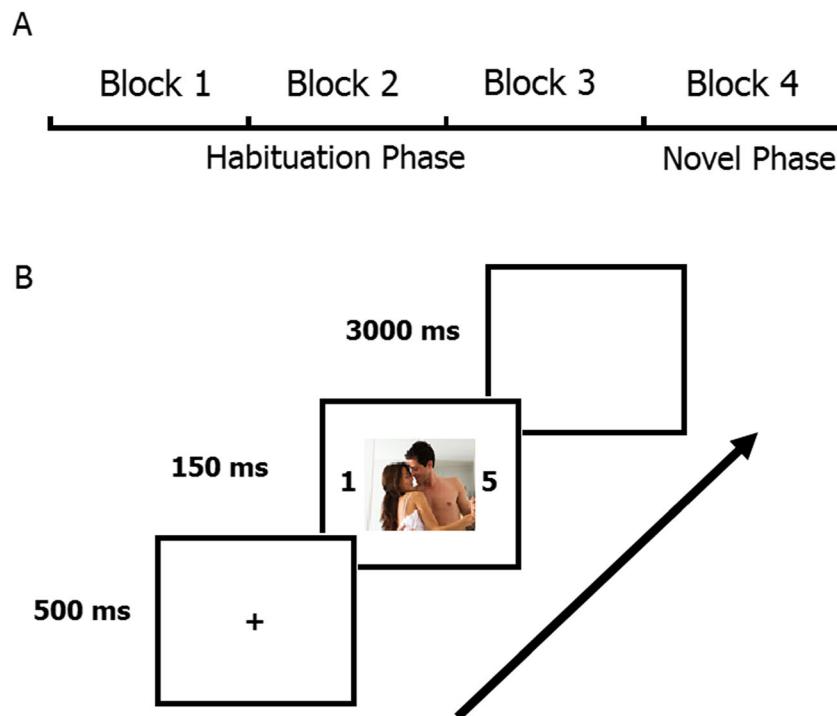 A
Block 1 Block 2 Block 3 Block 4
Habituation Phase Novel Phase
B
3000 ms
150 ms
1 5
500 ms
+